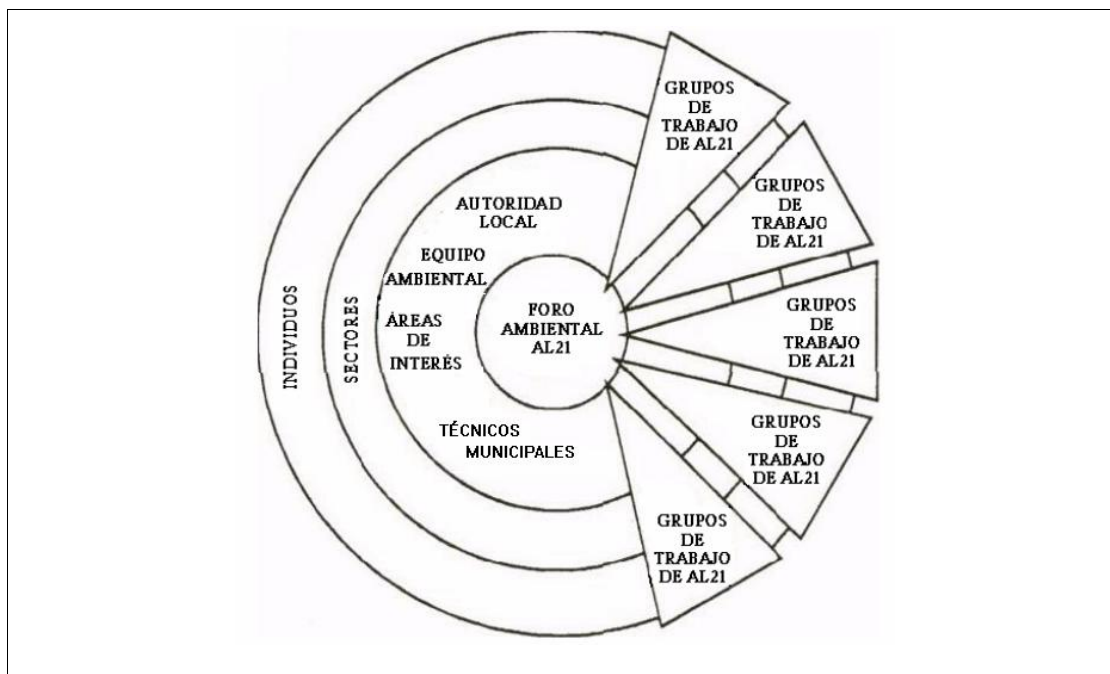 GRUPOS
DE
TRABAJO
DE AL21
GRUPOS
DE
TRABAJO
DE AL21
AUTORIDAD
LOCAL
EQUIPO
AMBIENTAL
ÁREAS
DE
INTERÉS
FORO
AMBIENTAL
AL21
INDIVIDUOS
SECTORES
GRUPOS
DE
TRABAJO
DE AL21
TÉCNICOS
MUNICIPALES
GRUPOS
DE
TRABAJO
DE AL21
GRUPOS
DE
TRABAJO
DE AL21